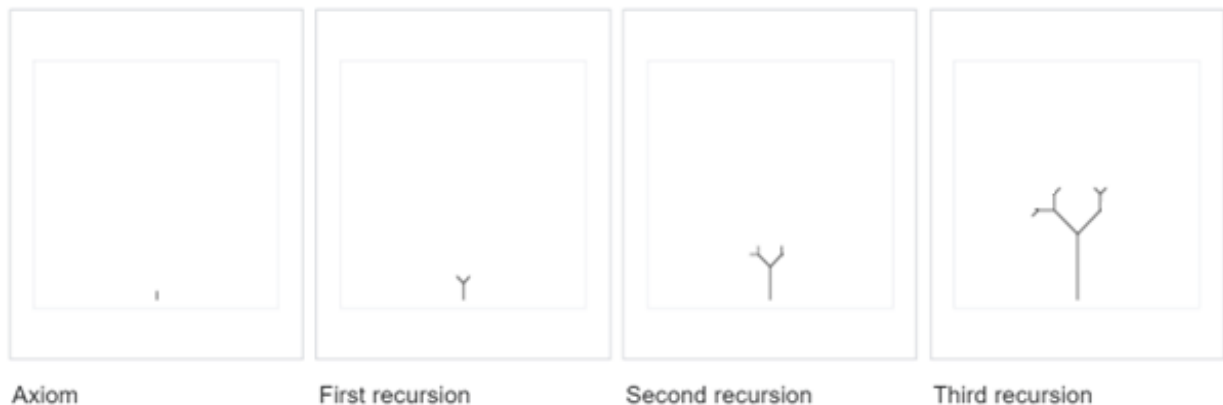 Axiom
First recursion
Second recursion
Third recursion